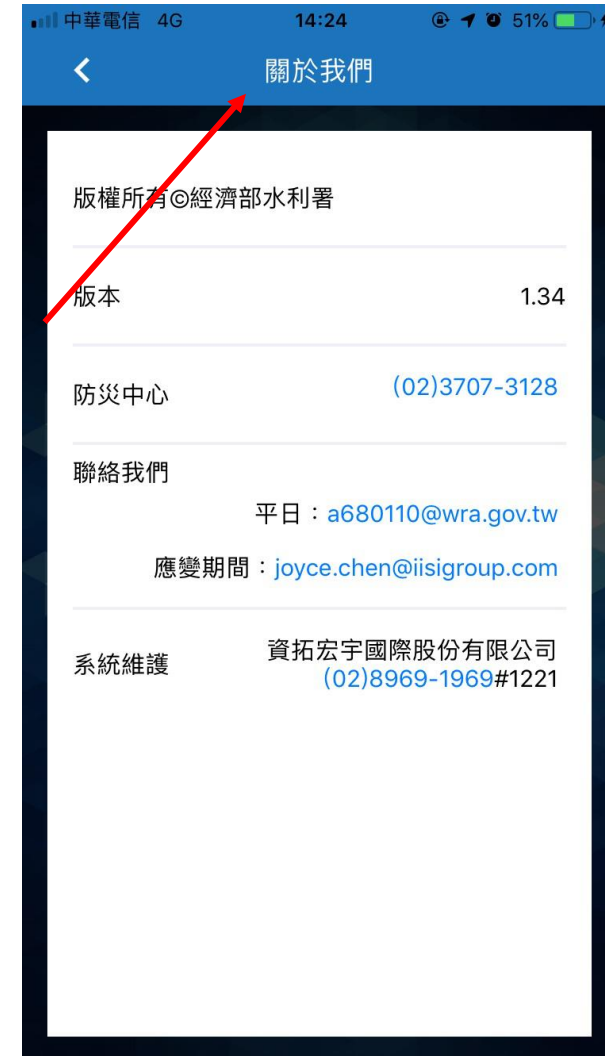 中華電信 4G 14:24 51%
關於我們
版權所有©經濟部水利署
版本 1.34
防災中心 (02)3707-3128
聯絡我們
平日：a680110@wra.gov.tw
應變期間：joyce.chen@iisigroup.com
系統維護 資拓宏宇國際股份有限公司
(02)8969-1969#1221